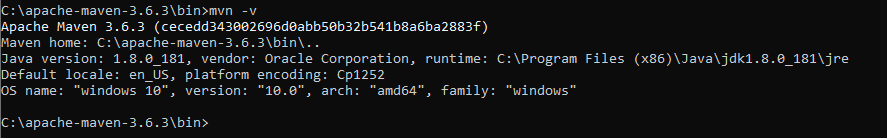 C:\apache-maven-3.6.3\bin>mvn -v
Apache Maven 3.6.3 (cecedd343002696d0abb50b32b541b8a6ba2883f)
Maven home: C:\apache-maven-3.6.3\bin\..
Java version: 1.8.0_181, vendor: Oracle Corporation, runtime: C:\Program Files (x86)\Java\jdk1.8.0_181\jre
Default locale: en_US, platform encoding: Cp1252
OS name: "windows 10", version: "10.0", arch: "amd64", family: "windows"
C:\apache-maven-3.6.3\bin>